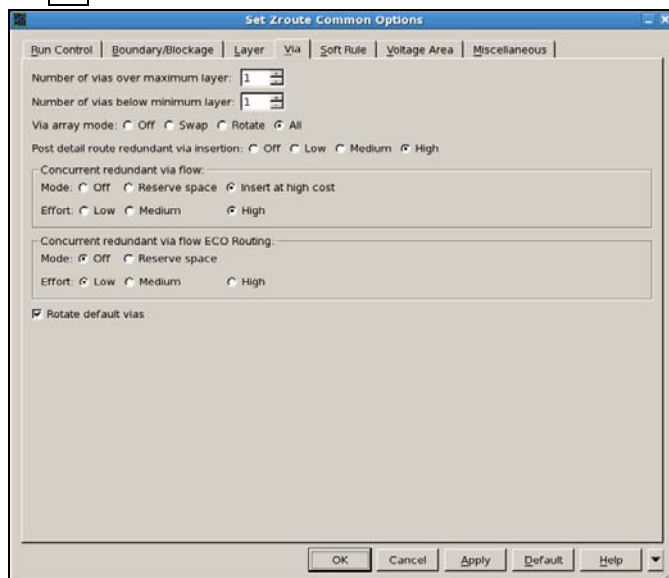 Set Zroute Common Options
Run Control Boundary/Blockage Layer Via Soft Rule Voltage Area Miscellaneous
Number of vias over maximum layer: 1
Number of vias below minimum layer: 1
Via array mode: Off Swap Rotate All
Post detail route redundant via insertion: Off Low Medium High
Concurrent redundant via flow:
Mode: Off Reserve space Insert at high cost
Effort: Low Medium High
Concurrent redundant via flow ECO Routing:
Mode: Off Reserve space
Effort: Low Medium High
Rotate default vias
OK Cancel Apply Default Help